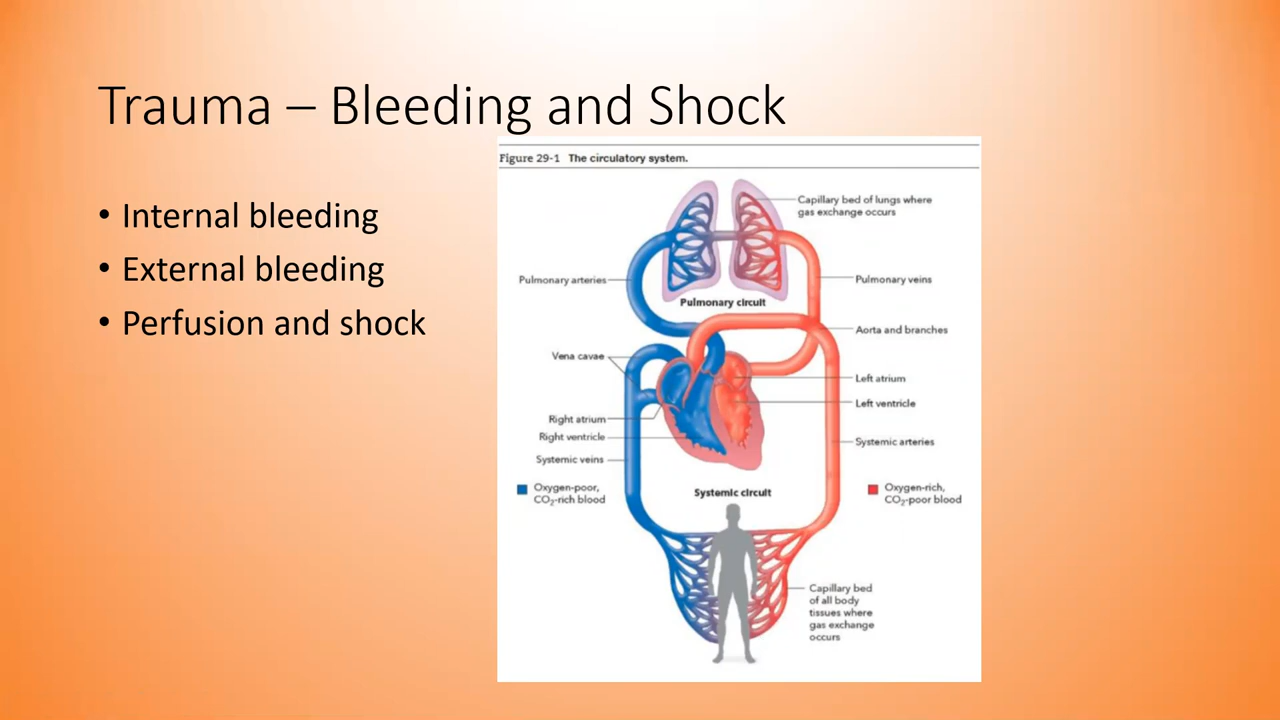 Trauma – Bleeding and Shock
• Internal bleeding
• External bleeding
• Perfusion and shock
Figure 29-1 The circulatory system.
Capillary bed of lungs where
gas exchange occurs
Pulmonary arteries
Pulmonary veins
Pulmonary circuit
Aorta and branches
Vena cavae
Left atrium
Left ventricle
Right atrium
Right ventricle
Systemic arteries
Systemic veins
Oxygen-poor,
CO₂-rich blood
Systemic circuit
Oxygen-rich,
CO₂-poor blood
Capillary bed
of all body
tissues where
gas exchange
occurs